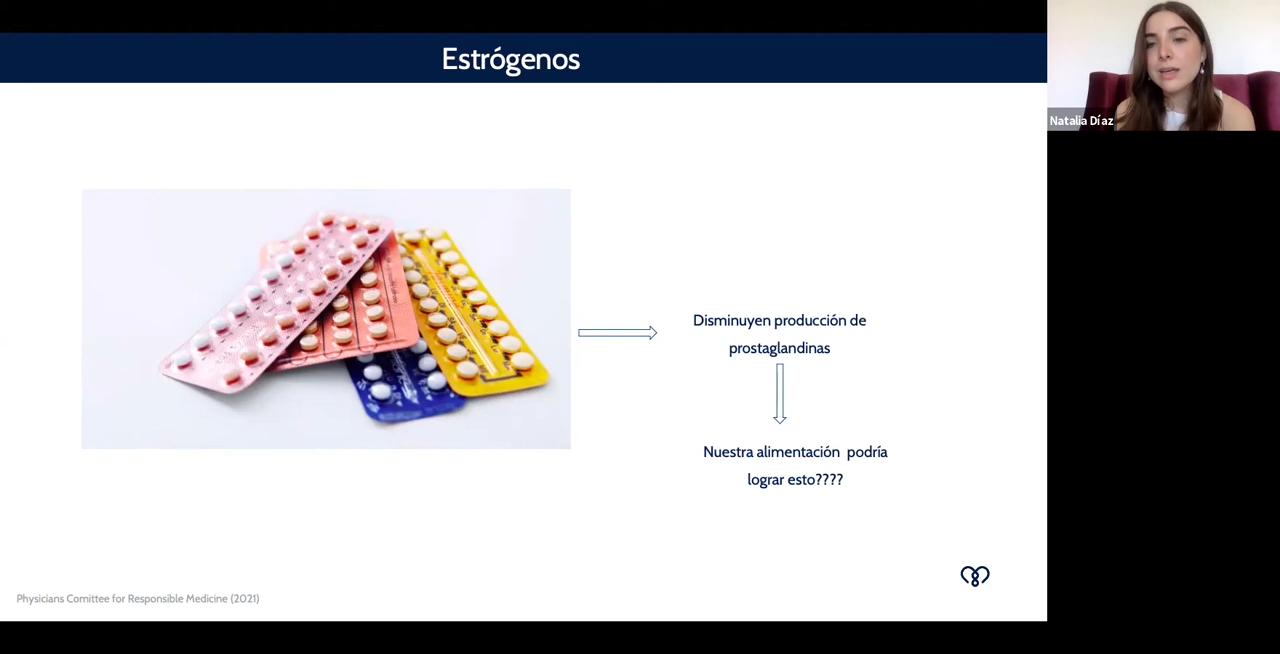 Estrógenos
Natalia Díaz
Disminuyen producción de
prostaglandinas
Nuestra alimentación podría
lograr esto????
Physicians Comittee for Responsible Medicine (2021)